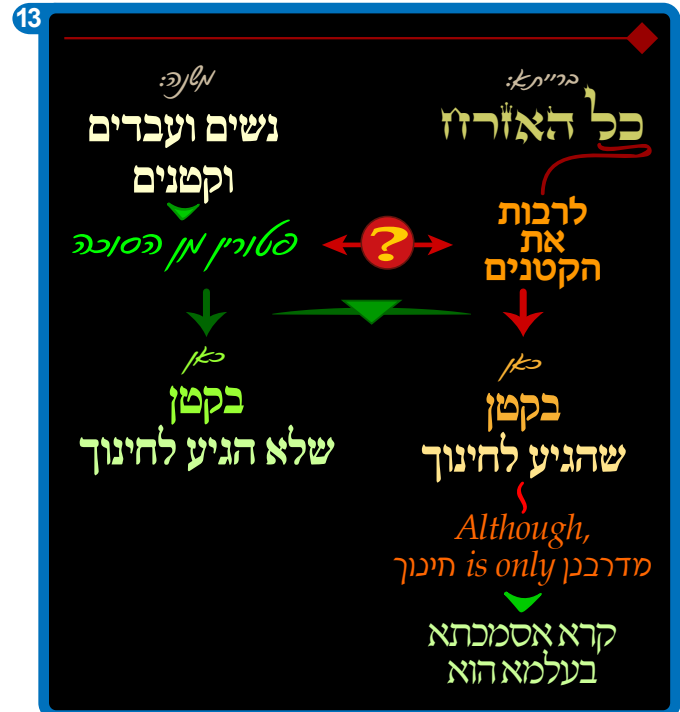 13
ברייתא:
כל האזרח
לרבות
את
הקטנים
?
משנה:
נשים ועבדים
וקטנים
פטורין מן הסוכה
כאן
בקטן
שהגיע לחינוך
Although,
חינוך is only מדרבנן
קרא אסמכתא
בעלמא הוא
כאן
בקטן
שלא הגיע לחינוך